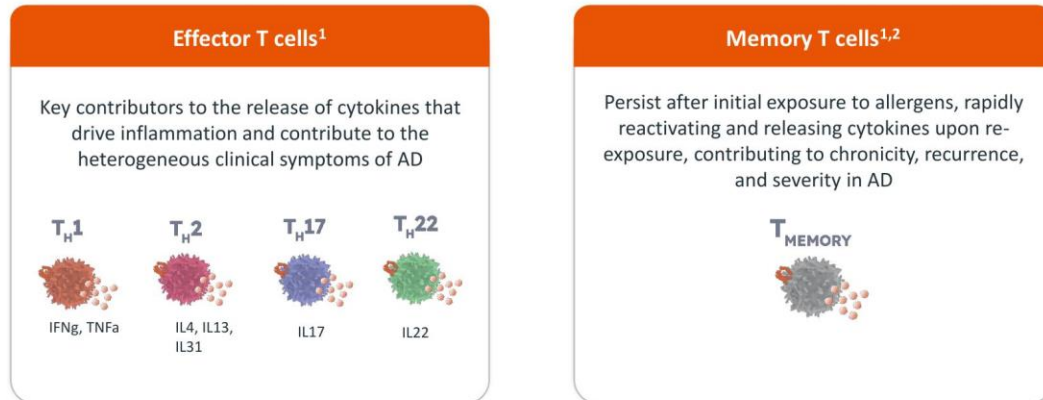 Effector T cells¹
Key contributors to the release of cytokines that
drive inflammation and contribute to the
heterogeneous clinical symptoms of AD
TH1
TH2
TH17
TH22
IFNg, TNFa
IL4, IL13,
IL31
IL17
IL22
Memory T cells¹,²
Persist after initial exposure to allergens, rapidly
reactivating and releasing cytokines upon re-
exposure, contributing to chronicity, recurrence,
and severity in AD
TMEMORY